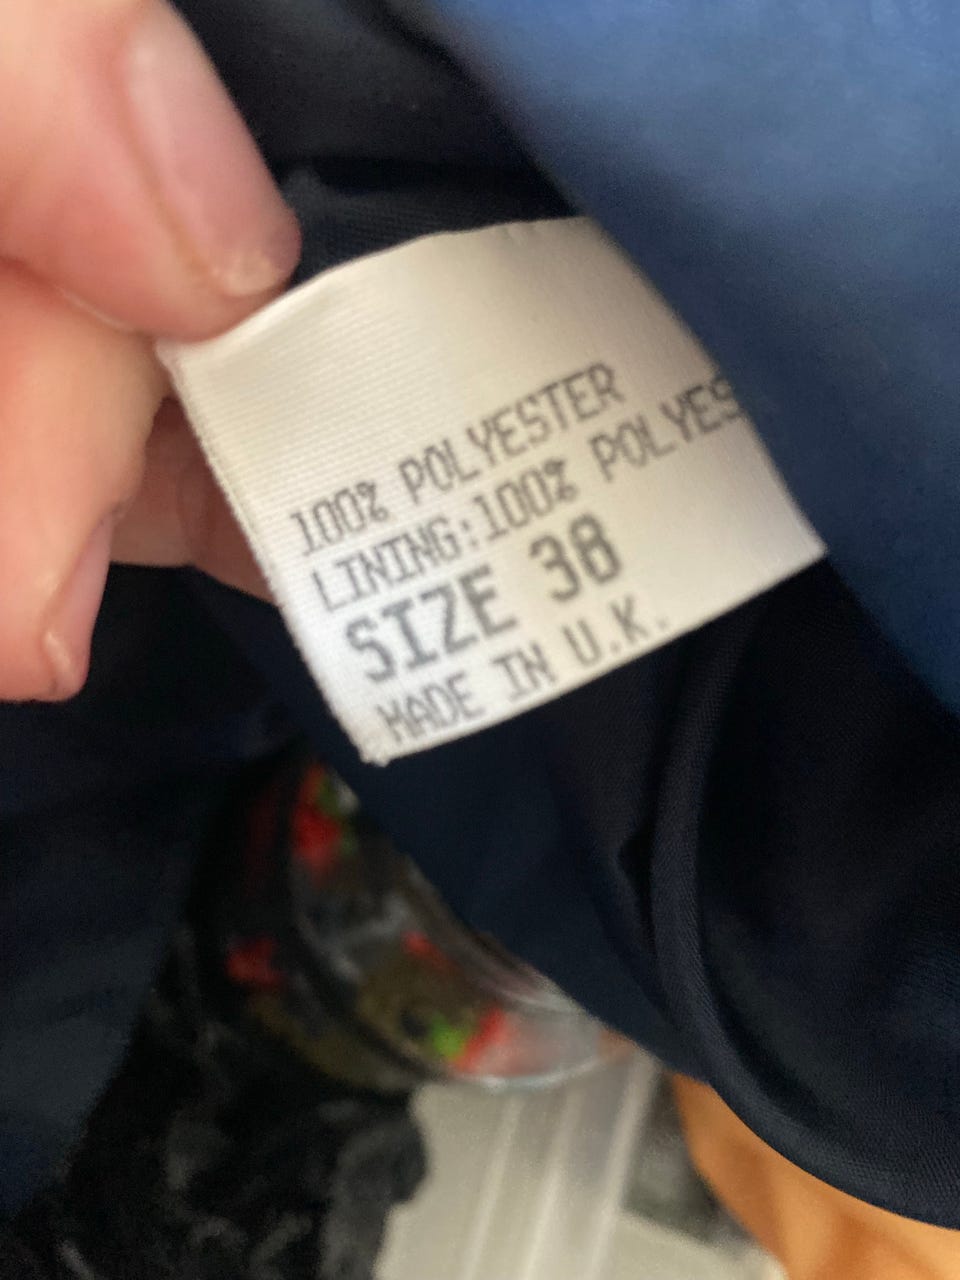 100% POLYESTER
LINING:100% POLYES
SIZE 38
MADE IN U.K.